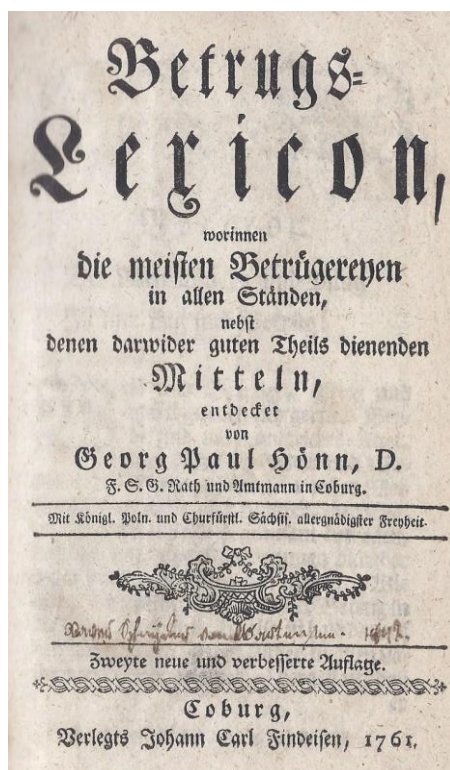 Betrugs=
Lexicon,
worinnen
die meisten Betrügereyen
in allen Ständen,
nebst
denen darwider guten Theils dienenden
Mitteln,
entdecket
von
Georg Paul Hönn, D.
F. S. G. Rath und Amtmann in Coburg.
Mit Königl. Poln. und Churfürstl. Sächsis. allergnädigster Freyheit.
Zweyte neue und verbesserte Auflage.
Coburg,
Verlegts Johann Carl Findeisen, 1761.